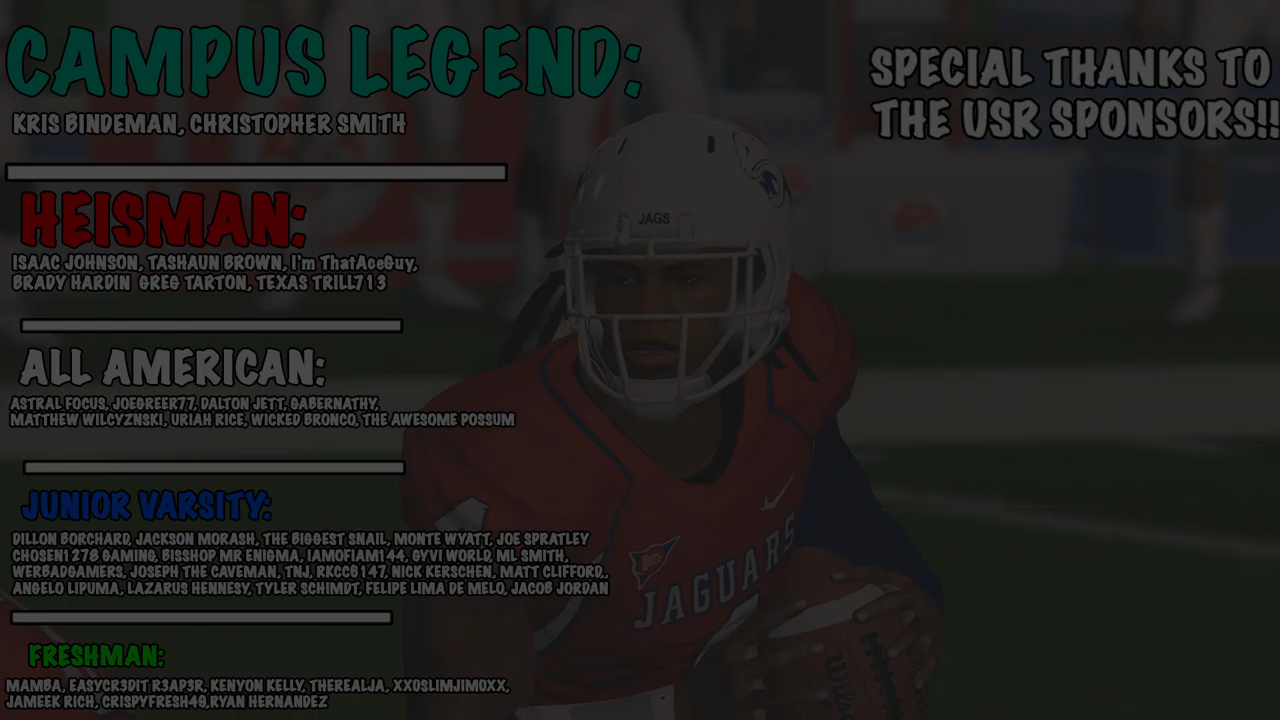 CAMPUS LEGEND:
KRIS BINDEMAN, CHRISTOPHER SMITH
SPECIAL THANKS TO
THE USR SPONSORS!!
HEISMAN:
ISAAC JOHNSON, TASHAUN BROWN, I'm ThatAceGuy,
BRADY HARDIN GREG TARTON, TEXAS TRILL713
ALL AMERICAN:
ASTRAL FOCUS, JOEGREER77, DALTON JETT, GABERNATHY,
MATTHEW WILCYZNSKI, URIAH RICE, WICKED BRONCO, THE AWESOME POSSUM
JUNIOR VARSITY:
DILLON BORCHARD, JACKSON MORASH, THE BIGGEST SNAIL, MONTE WYATT, JOE SPRATLEY
CHOSEN1278 GAMING, BISSHOP MR ENIGMA, IAMOFIAM144, GYVI WORLD, ML SMITH,
WERBADGAMERS, JOSEPH THE CAVEMAN, TNJ, RKCC6147, NICK KERSCHEN, MATT CLIFFORD,,
ANGELO LIPUMA, LAZARUS HENNESY, TYLER SCHIMDT, FELIPE LIMA DE MELO, JACOB JORDAN
FRESHMAN:
MAMBA, EASYCR3DIT R3AP3R, KENYON KELLY, THEREALJA, XXOSLIMJIMOXX,
JAMEEK RICH, CRISPYFRESH49,RYAN HERNANDEZ
JAGS
JAGUARS
Wilson